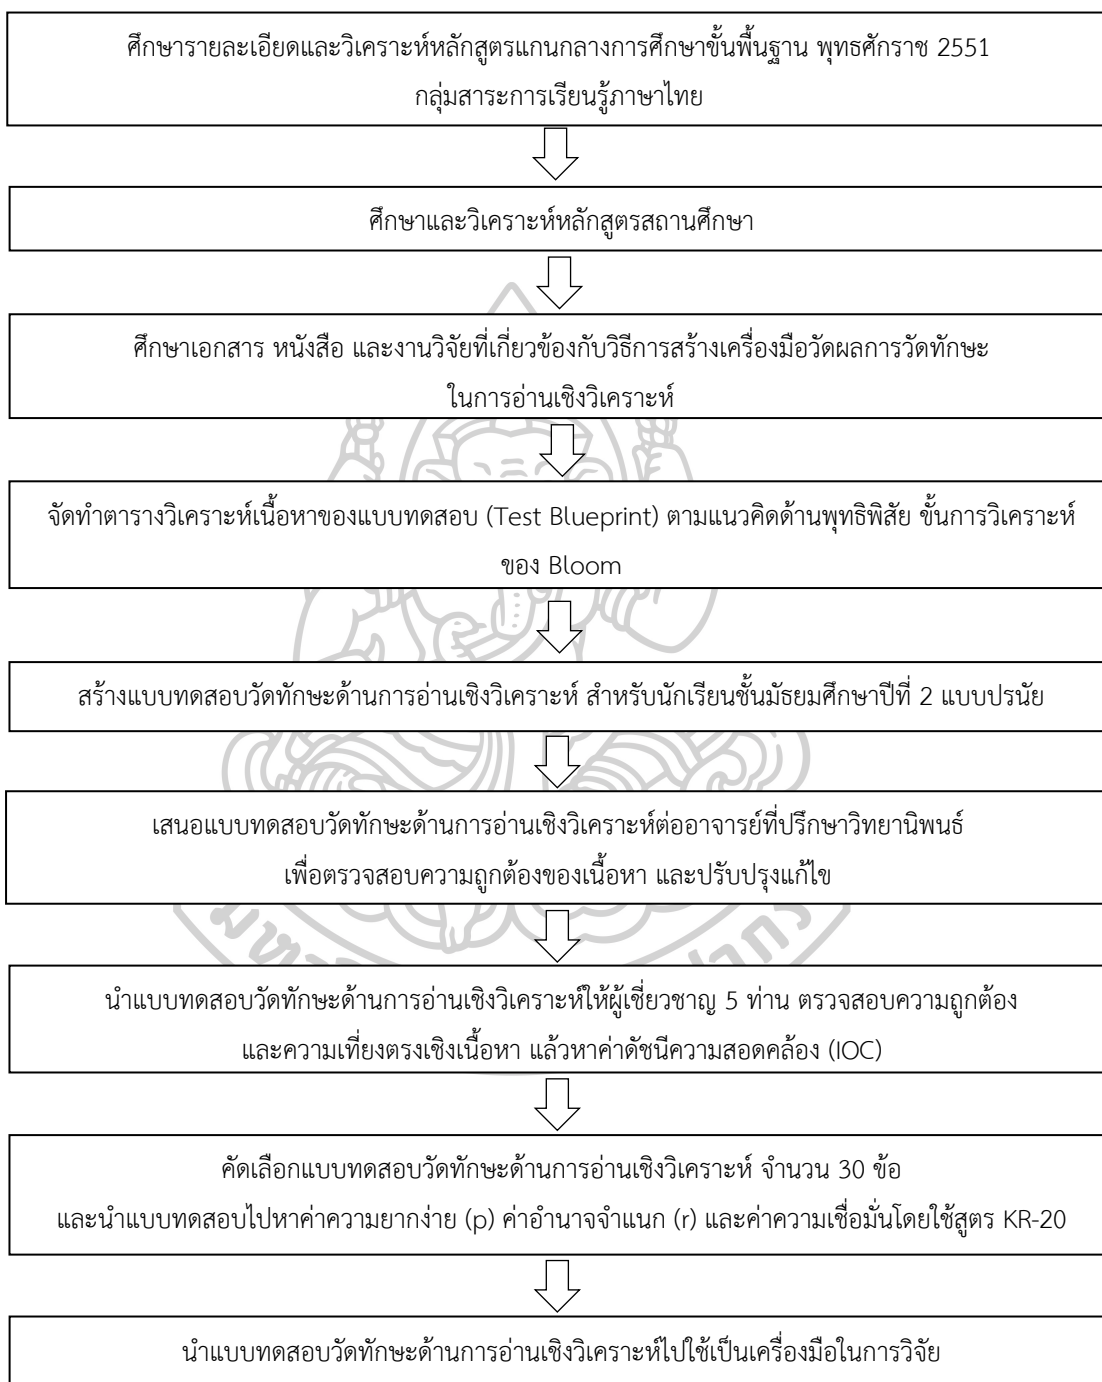 ศึกษารายละเอียดและวิเคราะห์หลักสูตรแกนกลางการศึกษาขั้นพื้นฐาน พุทธศักราช 2551
กลุ่มสาระการเรียนรู้ภาษาไทย
ศึกษาและวิเคราะห์หลักสูตรสถานศึกษา
ศึกษาเอกสาร หนังสือ และงานวิจัยที่เกี่ยวข้องกับวิธีการสร้างเครื่องมือวัดผลการวัดทักษะ
ในการอ่านเชิงวิเคราะห์
จัดทำตารางวิเคราะห์เนื้อหาของแบบทดสอบ (Test Blueprint) ตามแนวคิดด้านพุทธิพิสัย ขั้นการวิเคราะห์
ของ Bloom
สร้างแบบทดสอบวัดทักษะด้านการอ่านเชิงวิเคราะห์ สำหรับนักเรียนชั้นมัธยมศึกษาปีที่ 2 แบบปรนัย
เสนอแบบทดสอบวัดทักษะด้านการอ่านเชิงวิเคราะห์ต่ออาจารย์ที่ปรึกษาวิทยานิพนธ์
เพื่อตรวจสอบความถูกต้องของเนื้อหา และปรับปรุงแก้ไข
นำแบบทดสอบวัดทักษะด้านการอ่านเชิงวิเคราะห์ให้ผู้เชี่ยวชาญ 5 ท่าน ตรวจสอบความถูกต้อง
และความเที่ยงตรงเชิงเนื้อหา แล้วหาค่าดัชนีความสอดคล้อง (IOC)
คัดเลือกแบบทดสอบวัดทักษะด้านการอ่านเชิงวิเคราะห์ จำนวน 30 ข้อ
และนำแบบทดสอบไปหาค่าความยากง่าย (p) ค่าอำนาจจำแนก (r) และค่าความเชื่อมั่นโดยใช้สูตร KR-20
นำแบบทดสอบวัดทักษะด้านการอ่านเชิงวิเคราะห์ไปใช้เป็นเครื่องมือในการวิจัย